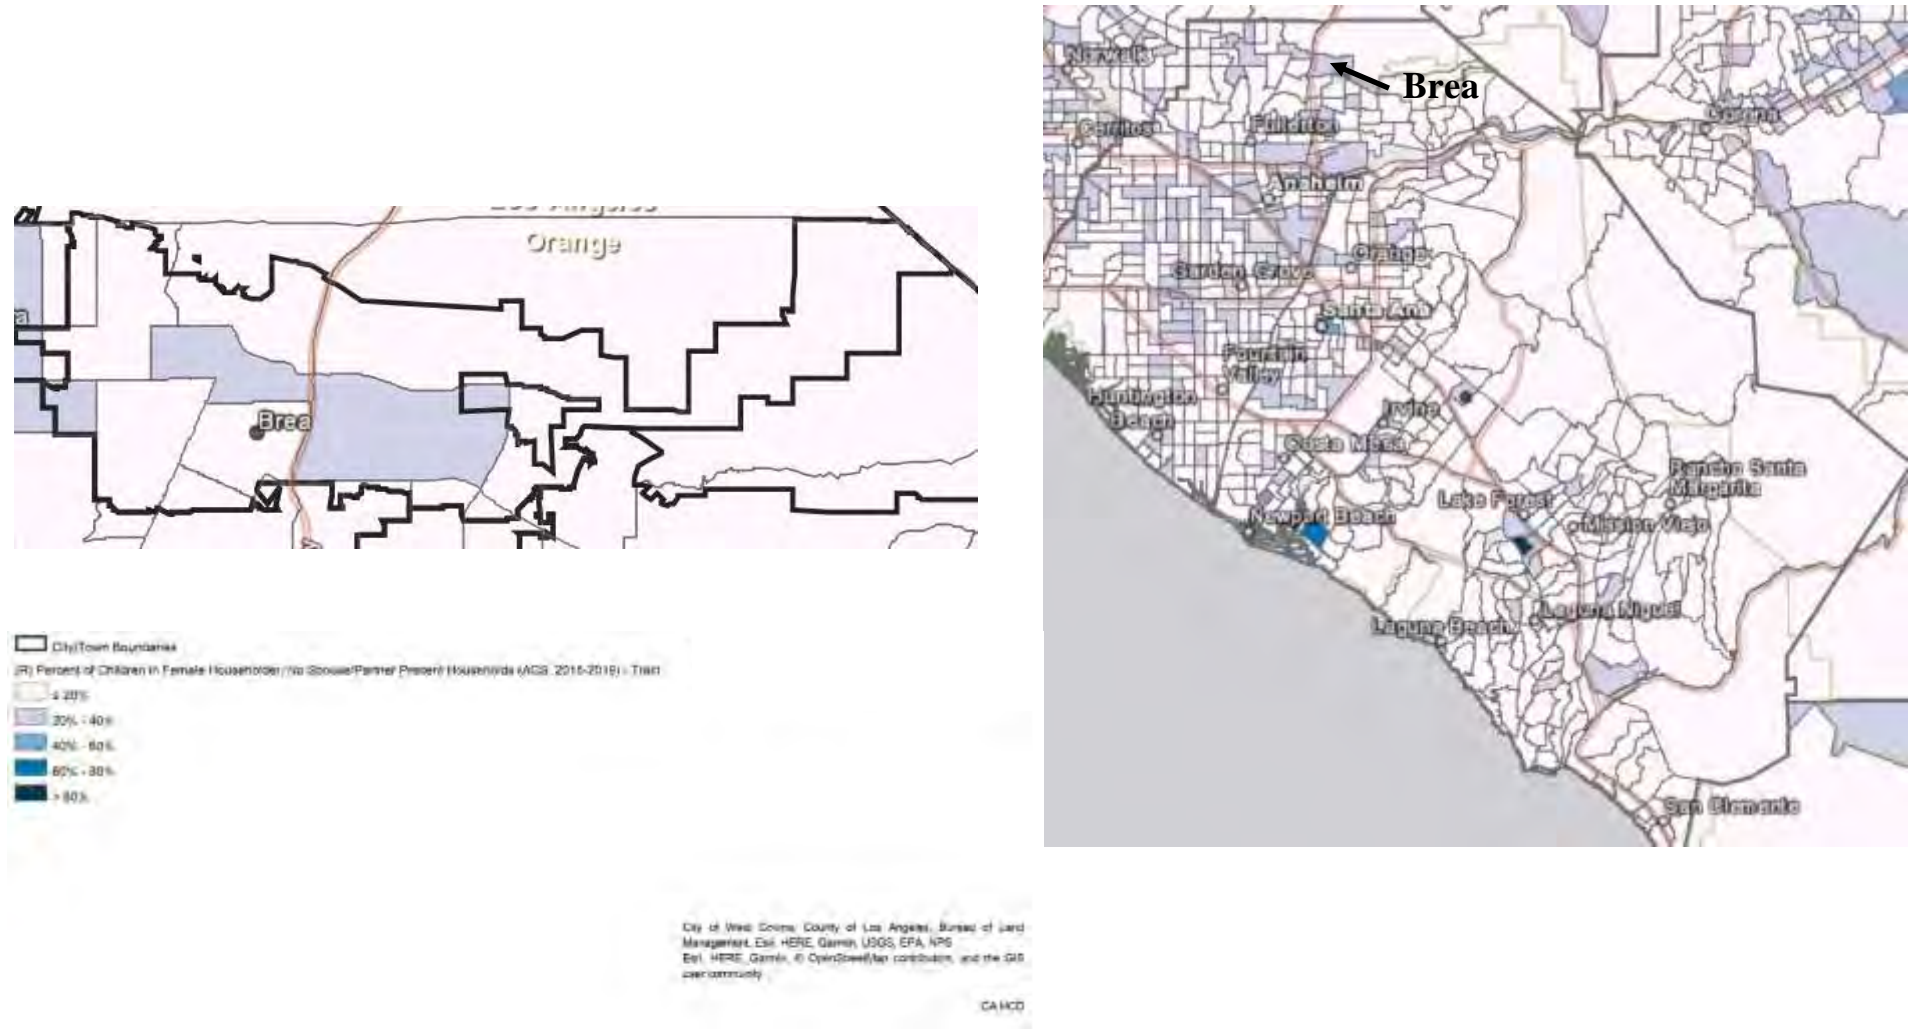 Los Angeles
Orange
a
Brea
City/Town Boundaries
(R) Percent of Children in Female Householder, No Spouse/Partner Present Households (ACS, 2015-2019) - Tract
≤ 20%
20% - 40%
40% - 60%
60% - 80%
> 80%
City of West Covina, County of Los Angeles, Bureau of Land
Management, Esri, HERE, Garmin, USGS, EPA, NPS
Esri, HERE, Garmin, © OpenStreetMap contributors, and the GIS
user community
CA HCD
Norwalk
Brea
Cerritos
Fullerton
Corona
Anaheim
Orange
Garden Grove
Santa Ana
Fountain
Valley
Huntington
Beach
Irvine
Costa Mesa
Rancho Santa
Margarita
Lake Forest
Newport Beach
Mission Viejo
Laguna Niguel
Laguna Beach
San Clemente